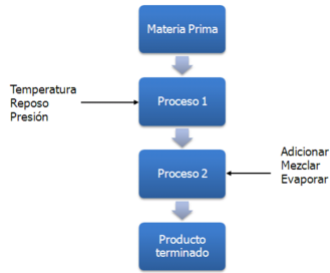 Materia Prima
Temperatura
Reposo
Presión
Proceso 1
Proceso 2
Adicionar
Mezclar
Evaporar
Producto
terminado